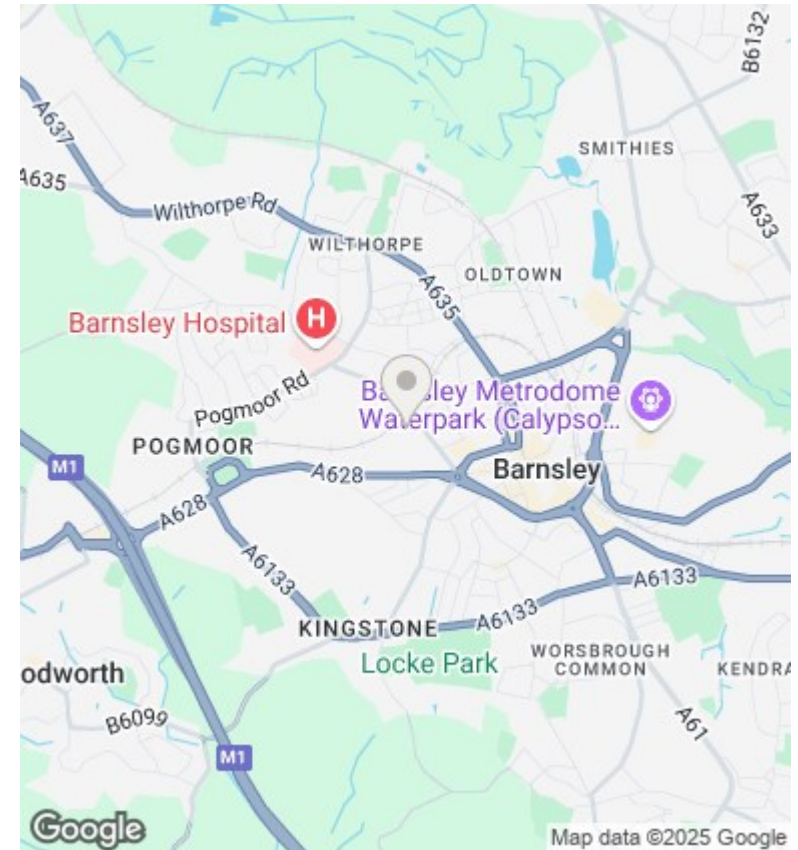 B6132
A637
A635
SMITHIES
A633
Wilthorpe Rd
WILTHORPE
OLDTOWN
A635
Barnsley Hospital
H
Pogmoor Rd
Barnsley Metrodome
Waterpark (Calypso...
POGMOOR
M1
A628
Barnsley
A628
A6133
A6133
A6133
KINGSTONE
WORSBROUGH
COMMON
Locke Park
KENDRA
odworth
A61
B6099
M1
Google
Map data ©2025 Google